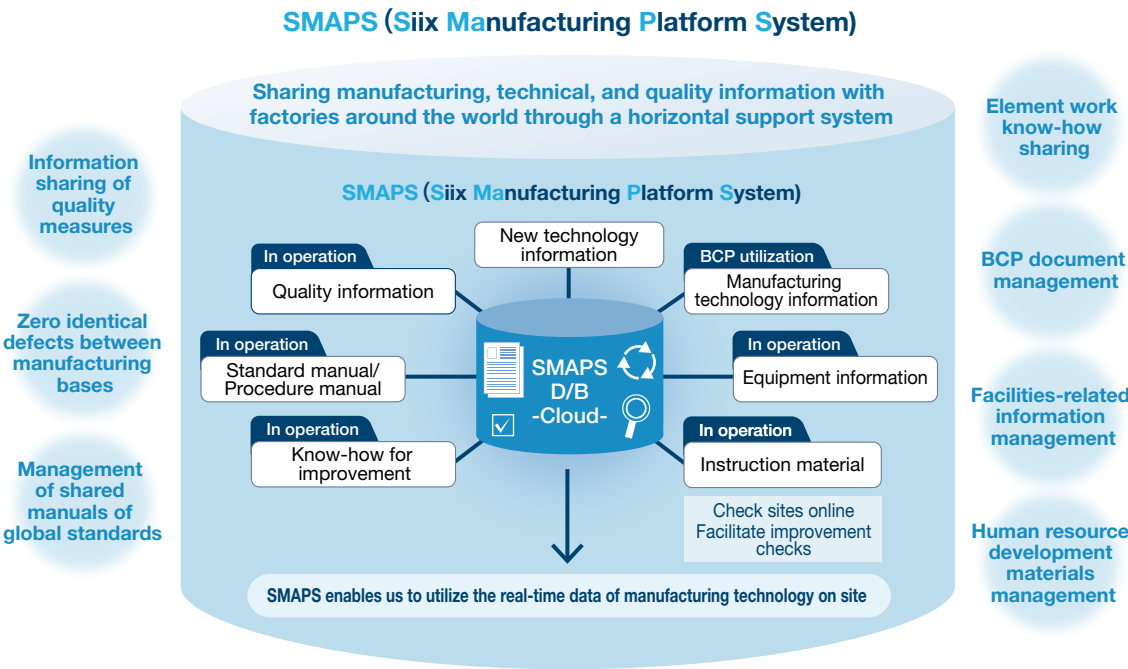 SMAPS (Siix Manufacturing Platform System)
Sharing manufacturing, technical, and quality information with
factories around the world through a horizontal support system
Information
sharing of
quality
measures
Zero identical
defects between
manufacturing
bases
Management
of shared
manuals of
global standards
SMAPS (Siix Manufacturing Platform System)
New technology
information
In operation
Quality information
In operation
Standard manual/
Procedure manual
In operation
Know-how for
improvement
SMAPS
D/B
-Cloud-
BCP utilization
Manufacturing
technology information
In operation
Equipment information
In operation
Instruction material
Check sites online
Facilitate improvement
checks
SMAPS enables us to utilize the real-time data of manufacturing technology on site
Element work
know-how
sharing
BCP document
management
Facilities-related
information
management
Human resource
development
materials
management